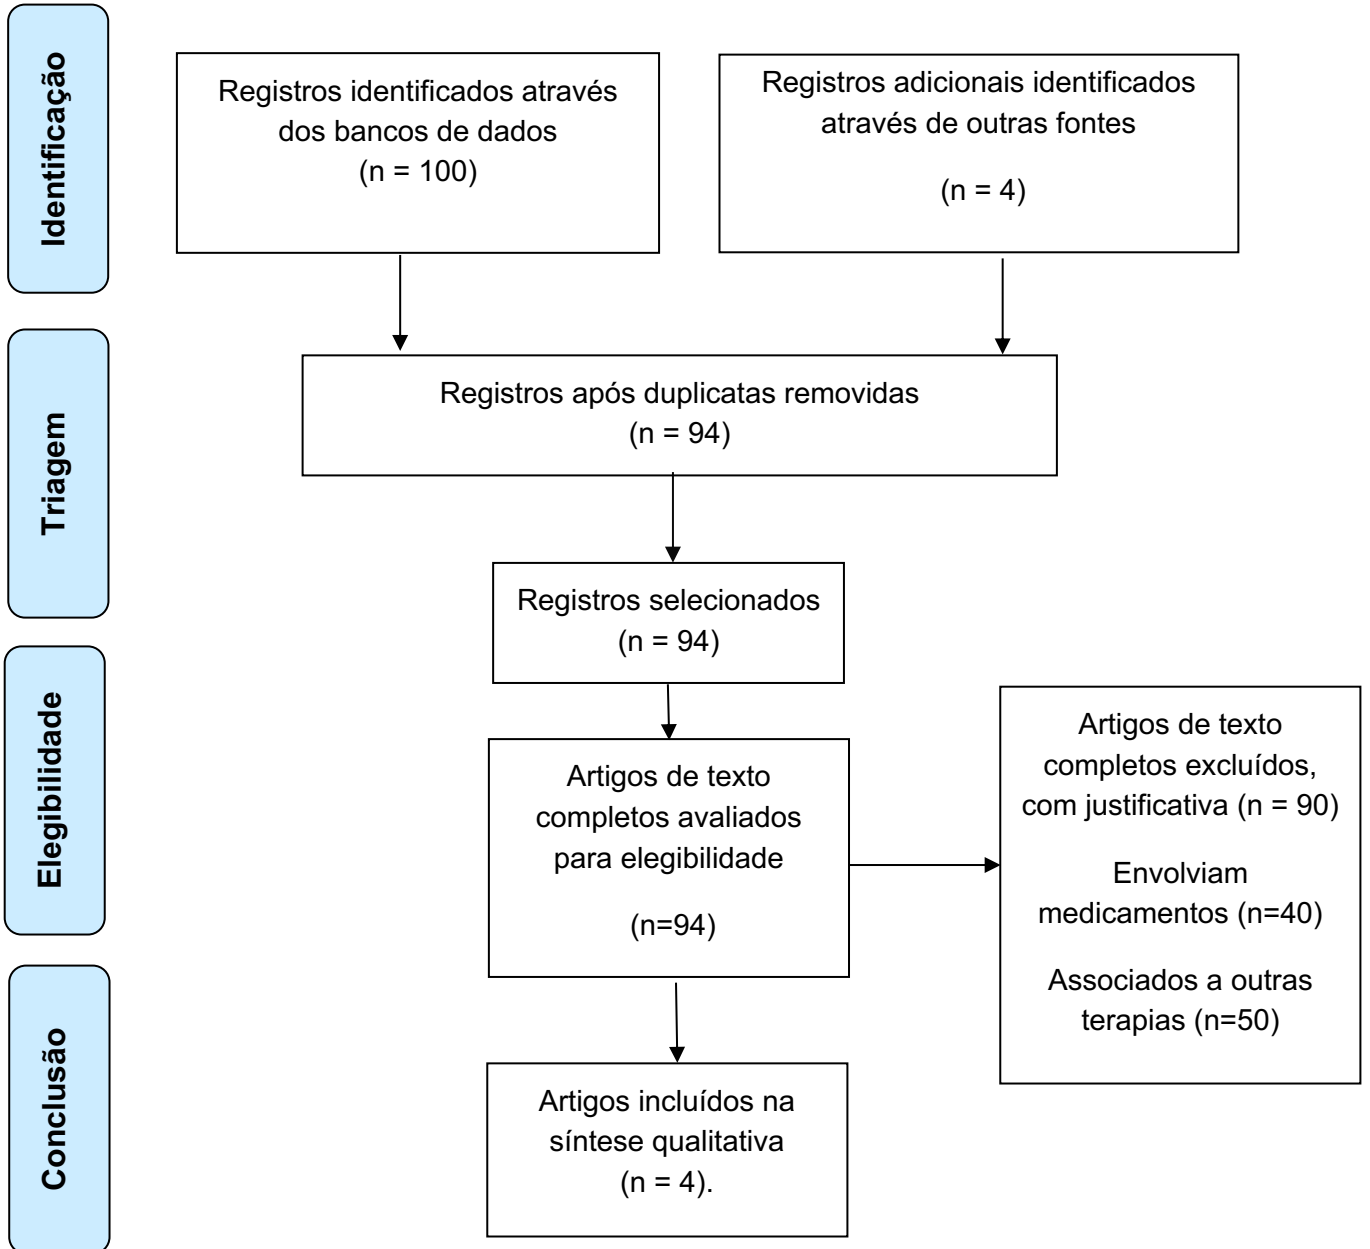 Identificação
Registros identificados através
dos bancos de dados
(n = 100)
Registros adicionais identificados
através de outras fontes
(n = 4)
Triagem
Registros após duplicatas removidas
(n = 94)
Registros selecionados
(n = 94)
Elegibilidade
Artigos de texto
completos avaliados
para elegibilidade
(n=94)
Artigos de texto
completos excluídos,
com justificativa (n = 90)
Envolviam
medicamentos (n=40)
Associados a outras
terapias (n=50)
Conclusão
Artigos incluídos na
síntese qualitativa
(n = 4).